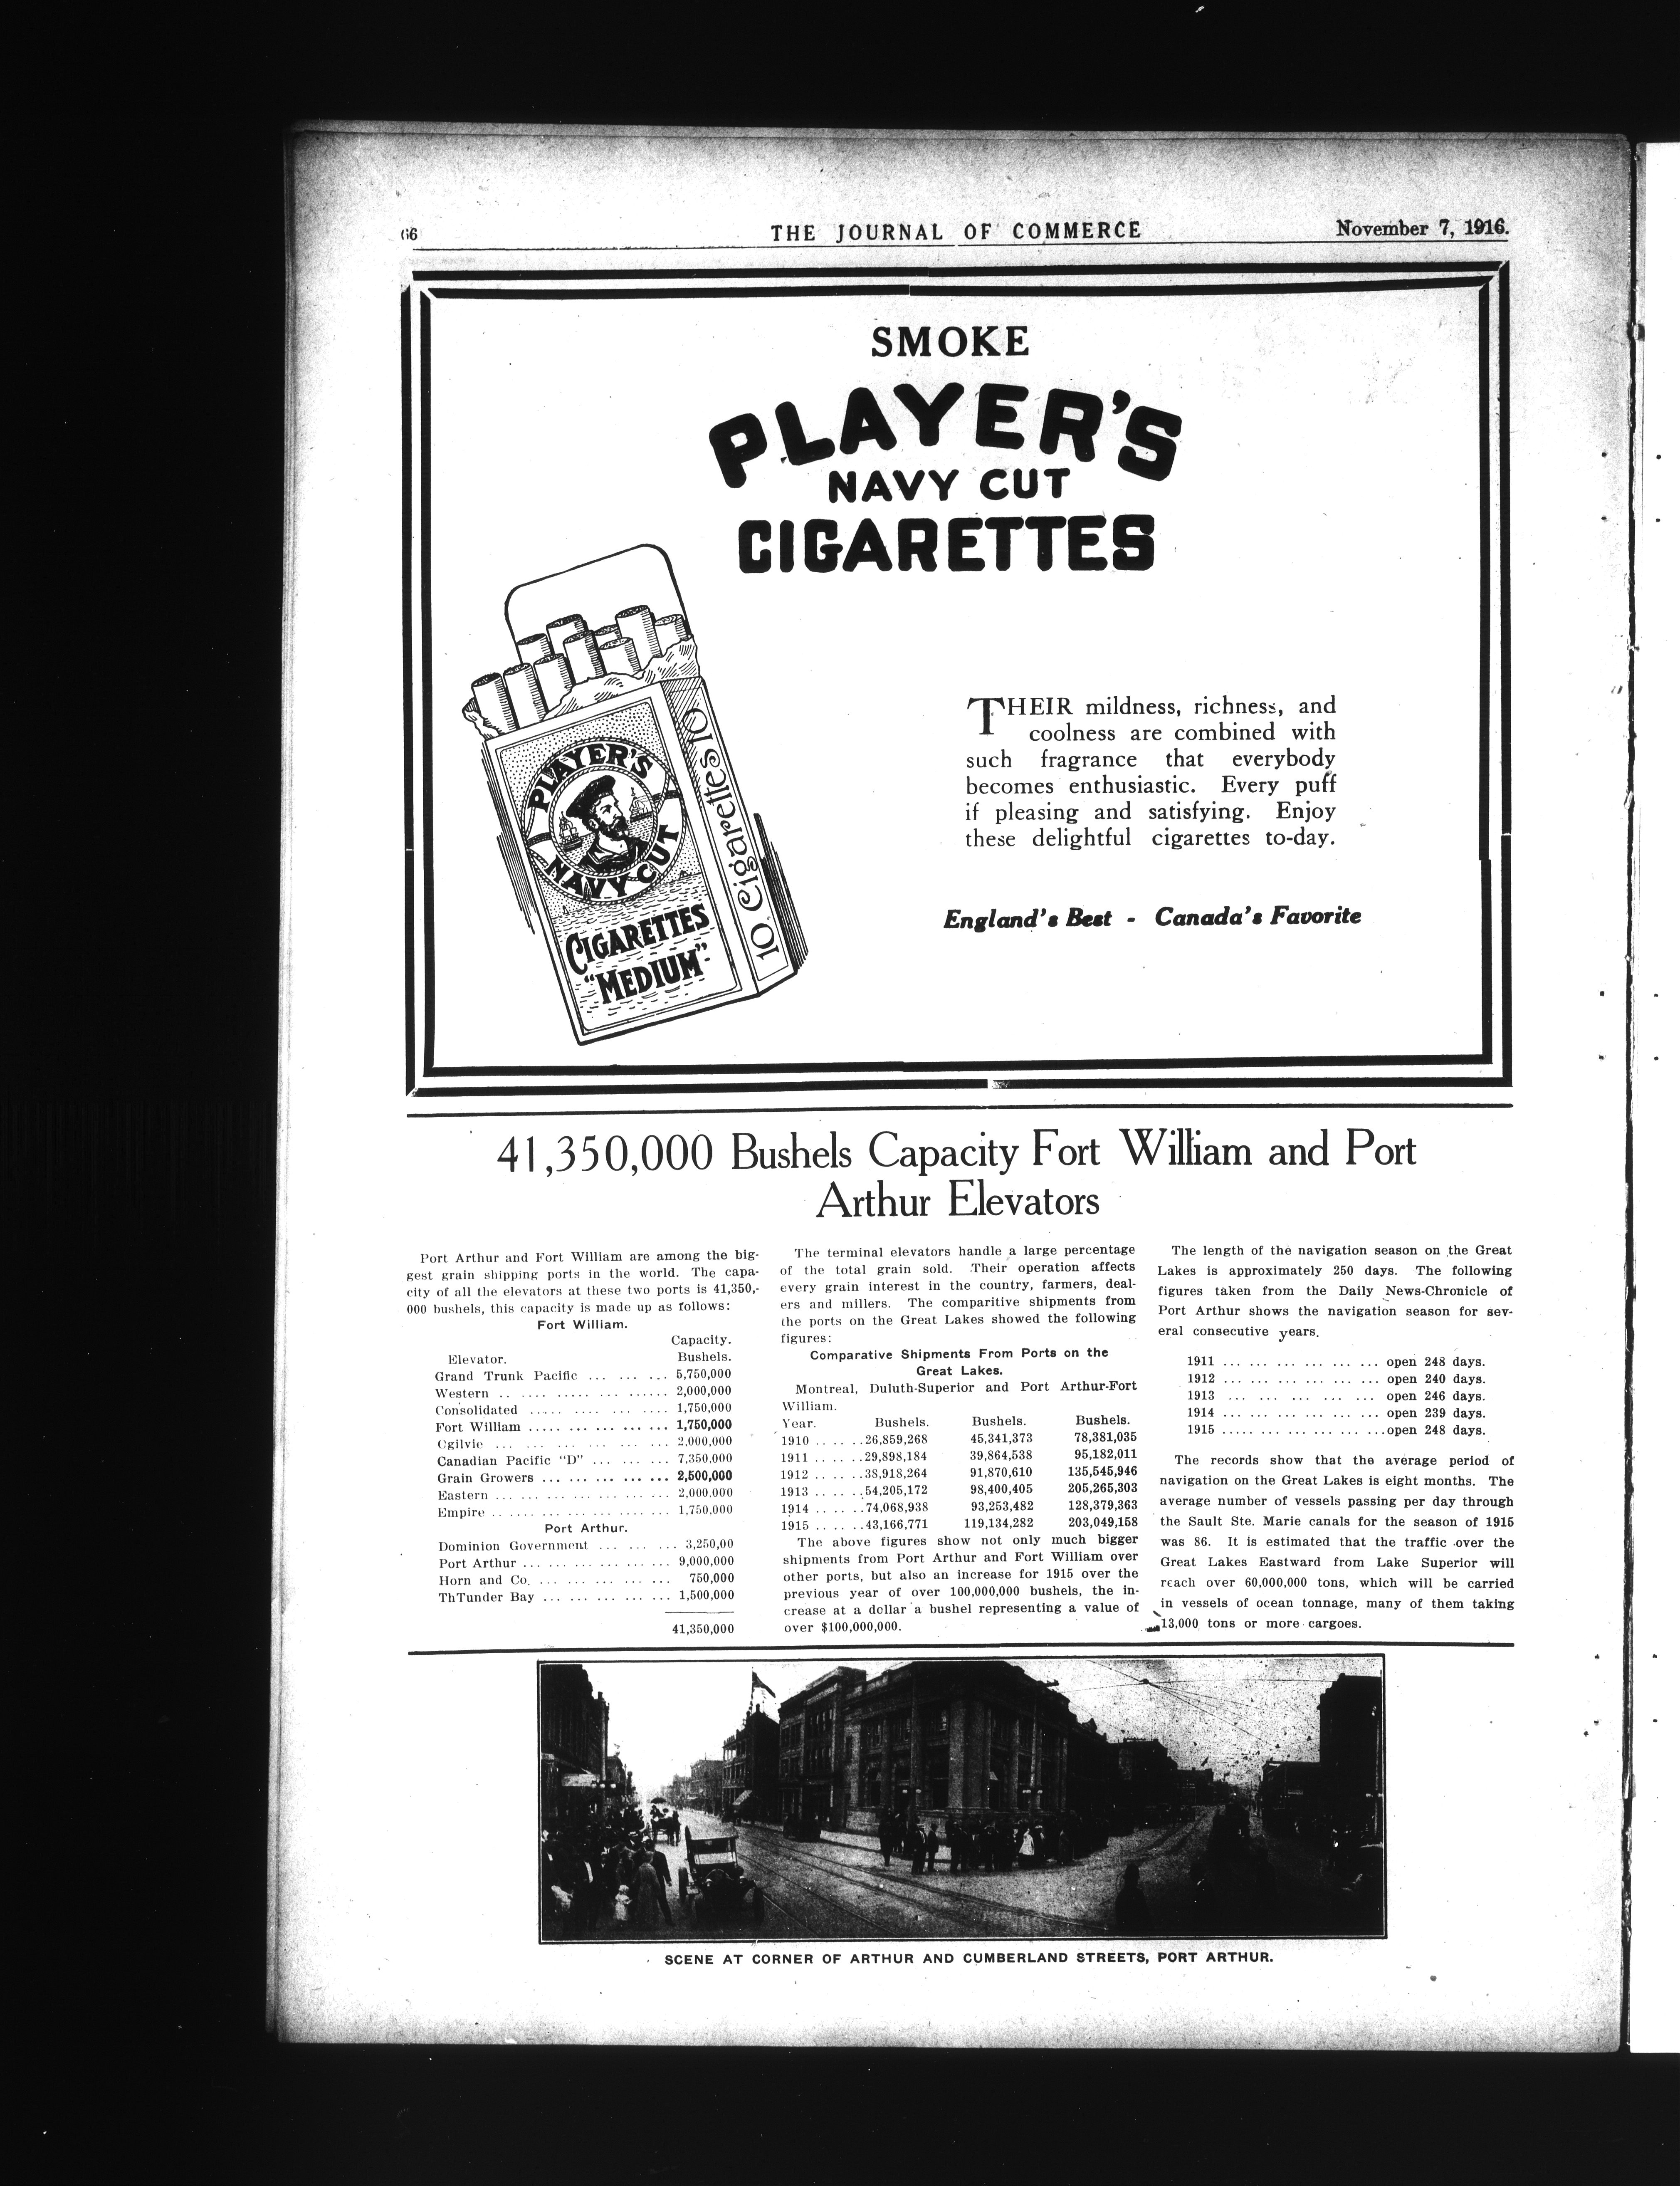 66
THE JOURNAL OF COMMERCE
November 7, 1916.
SMOKE
PLAYER'S
NAVY CUT
CIGARETTES
PLAYER'S
NAVY CUT
CIGARETTES
"MEDIUM"
10 Cigarettes 10
THEIR mildness, richness, and
coolness are combined with
such fragrance that everybody
becomes enthusiastic. Every puff
if pleasing and satisfying. Enjoy
these delightful cigarettes to-day.
England's Best - Canada's Favorite
41,350,000 Bushels Capacity Fort William and Port
Arthur Elevators
Port Arthur and Fort William are among the big-
gest grain shipping ports in the world. The capa-
city of all the elevators at these two ports is 41,350,-
000 bushels, this capacity is made up as follows:
Fort William.
Capacity.
Elevator. Bushels.
Grand Trunk Pacific ... ... ... 5,750,000
Western .. .... ..... ... ...... 2,000,000
Consolidated ..... .... ... .... 1,750,000
Fort William ..... ... ... ... ... 1,750,000
Ogilvie ... ... ... ... ... ... 2,000,000
Canadian Pacific "D" ... ... ... 7,350,000
Grain Growers ... ... ... ... ... 2,500,000
Eastern ... ... ... ... ... ... 2,000,000
Empire .. .... ... ... ... ... ... 1,750,000
Port Arthur.
Dominion Government ... ... ... 3,250,00
Port Arthur ... ... ... ... ... ... 9,000,000
Horn and Co. ... ... ... ... ... 750,000
ThTunder Bay ... ... ... ... ... 1,500,000
41,350,000
The terminal elevators handle a large percentage
of the total grain sold. Their operation affects
every grain interest in the country, farmers, deal-
ers and millers. The comparitive shipments from
the ports on the Great Lakes showed the following
figures:
Comparative Shipments From Ports on the
Great Lakes.
Montreal, Duluth-Superior and Port Arthur-Fort
William.
Year. Bushels. Bushels. Bushels.
1910 .. .. ..26,859,268 45,341,373 78,381,035
1911 .. .. ..29,898,184 39,864,538 95,182,011
1912 .. .. ..38,918,264 91,870,610 135,545,946
1913 .. .. ..54,205,172 98,400,405 205,265,303
1914 .. .. ..74,068,938 93,253,482 128,379,363
1915 .. .. ..43,166,771 119,134,282 203,049,158
The above figures show not only much bigger
shipments from Port Arthur and Fort William over
other ports, but also an increase for 1915 over the
previous year of over 100,000,000 bushels, the in-
crease at a dollar a bushel representing a value of
over $100,000,000.
The length of the navigation season on the Great
Lakes is approximately 250 days. The following
figures taken from the Daily News-Chronicle of
Port Arthur shows the navigation season for sev-
eral consecutive years.
1911 ... ... ... ... ... ... open 248 days.
1912 ... ... ... ... ... ... open 240 days.
1913 ... ... ... ... ... open 246 days.
1914 ... ... ... ... ... ... open 239 days.
1915 ..... ... ... ... ... ...open 248 days.
The records show that the average period of
navigation on the Great Lakes is eight months. The
average number of vessels passing per day through
the Sault Ste. Marie canals for the season of 1915
was 86. It is estimated that the traffic over the
Great Lakes Eastward from Lake Superior will
reach over 60,000,000 tons, which will be carried
in vessels of ocean tonnage, many of them taking
13,000 tons or more cargoes.
SCENE AT CORNER OF ARTHUR AND CUMBERLAND STREETS, PORT ARTHUR.